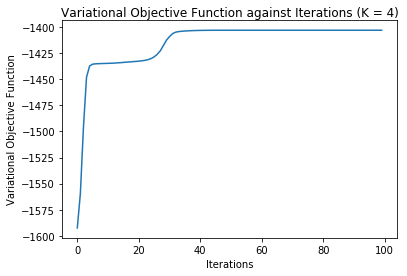 Variational Objective Function against Iterations (K = 4)
Variational Objective Function
−1400
−1425
−1450
−1475
−1500
−1525
−1550
−1575
−1600
0 20 40 60 80 100
Iterations